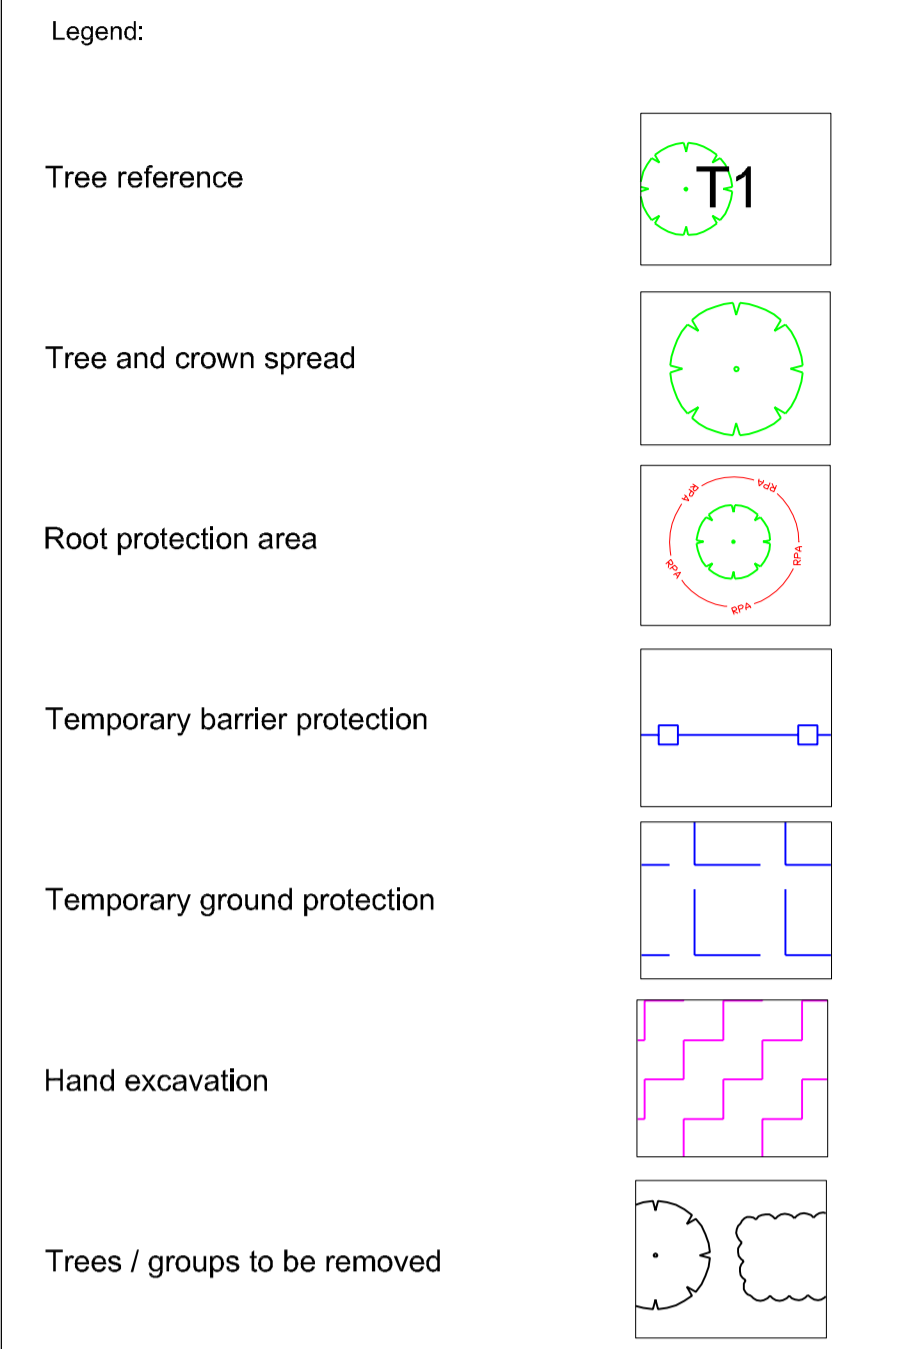 Legend:
Tree reference
T1
Tree and crown spread
Root protection area
RPA
RPA
RPA
RPA
RPA
Temporary barrier protection
Temporary ground protection
Hand excavation
Trees / groups to be removed